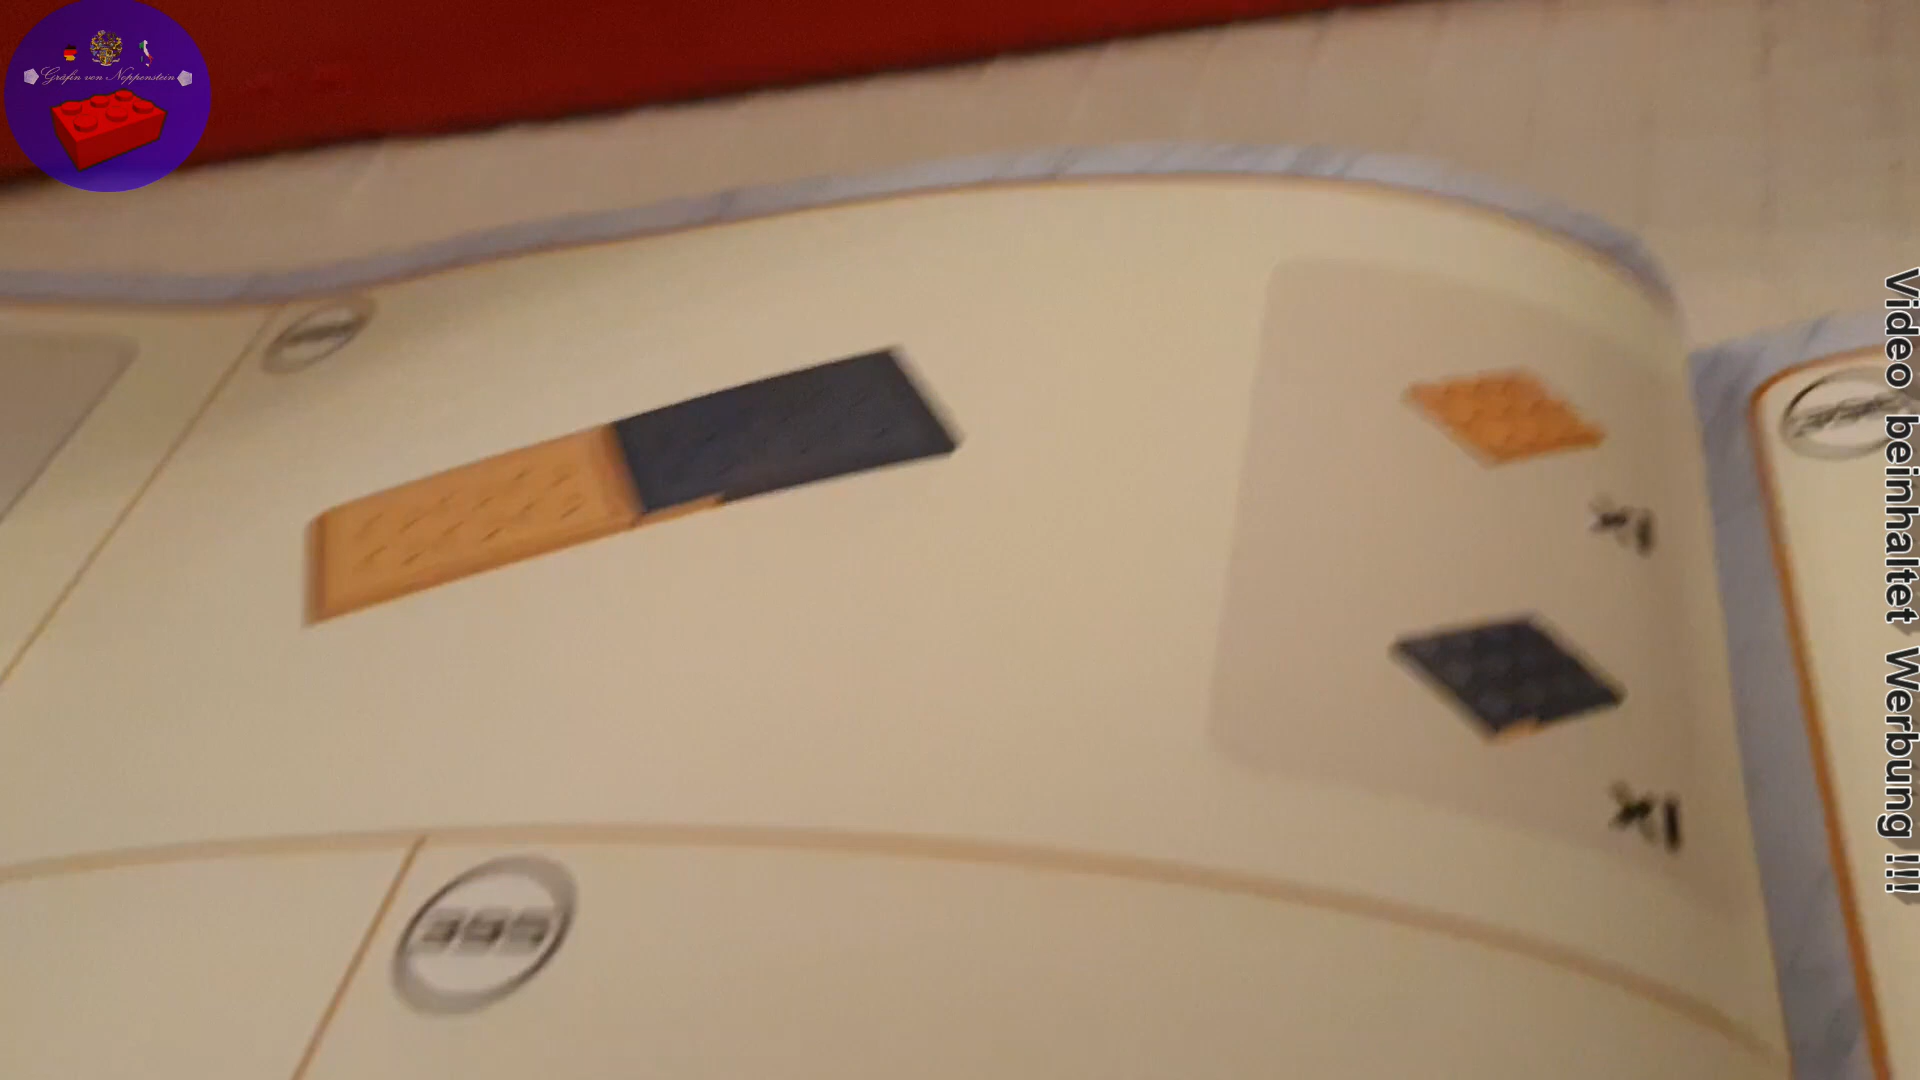 Gräfin von Noppenstein
X1
X1
395
Video beinhaltet Werbung !!!